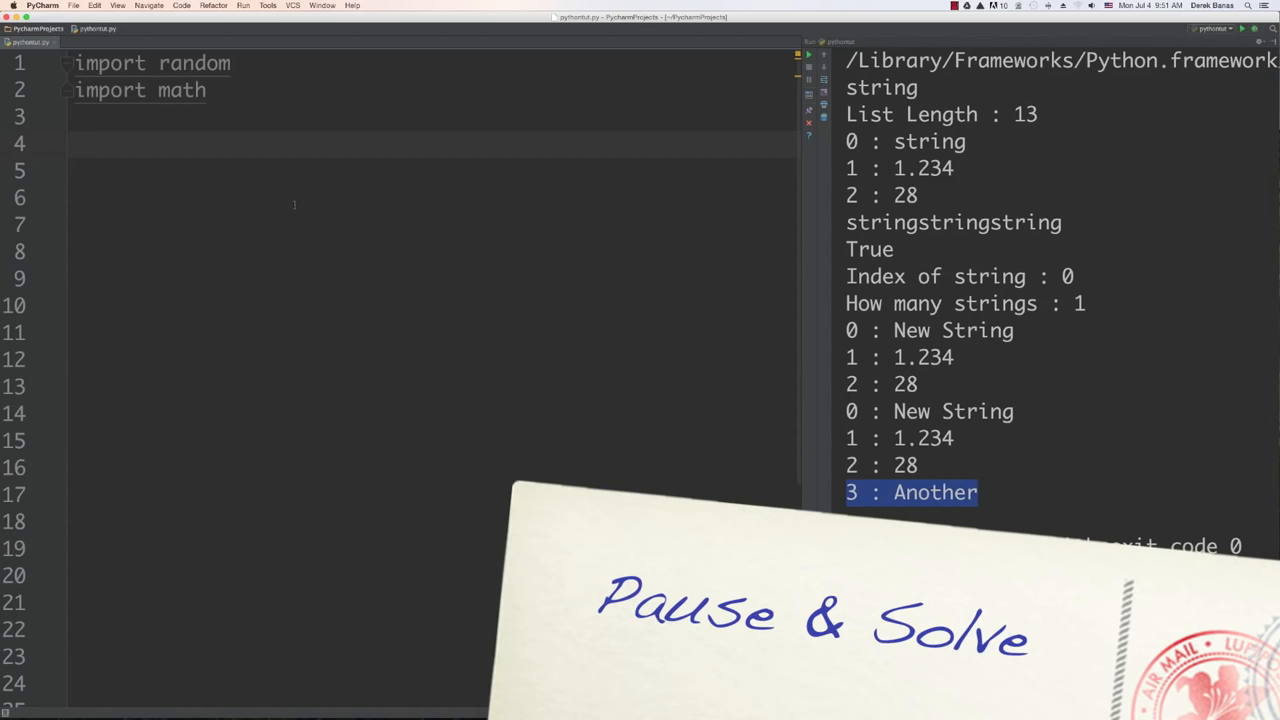 PyCharm File Edit View Navigate Code Refactor Run Tools VCS Window Help
10 Mon Jul 4 9:51 AM Derek Banas
pythontut.py - PycharmProjects - [~/PycharmProjects]
PycharmProjects pythontut.py
pythontut
pythontut.py
Run pythontut
1 import random
2 import math
3
4
5
6
7
8
9
10
11
12
13
14
15
16
17
18
19
20
21
22
23
24
/Library/Frameworks/Python.framework
string
List Length : 13
0 : string
1 : 1.234
2 : 28
stringstringstring
True
Index of string : 0
How many strings : 1
0 : New String
1 : 1.234
2 : 28
0 : New String
1 : 1.234
2 : 28
3 : Another
exit code 0
Pause & Solve
AIR MAIL